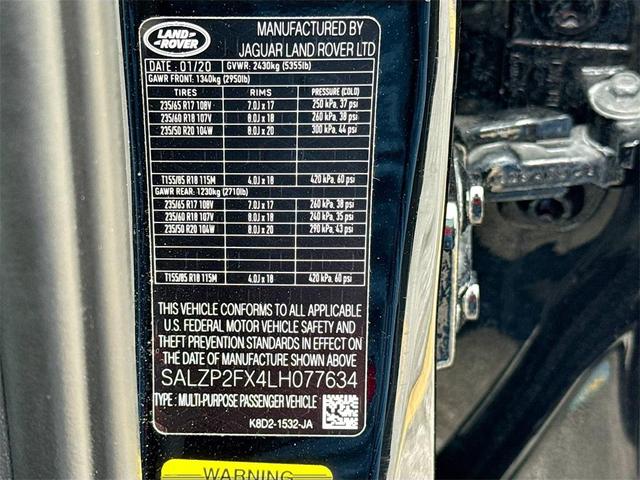 LAND
ROVER
MANUFACTURED BY
JAGUAR LAND ROVER LTD
DATE : 01/20 GVWR: 2430kg (5355lb)
GAWR FRONT: 1340kg (2950lb)
TIRES RIMS PRESSURE (COLD)
235/65 R17 108V 7.0J x 17 250 kPa, 37 psi
235/60 R18 107V 8.0J x 18 260 kPa, 38 psi
235/50 R20 104W 8.0J x 20 300 kPa, 44 psi
T155/85 R18 115M 4.0J x 18 420 kPa, 60 psi
GAWR REAR: 1230kg (2710lb)
235/65 R17 108V 7.0J x 17 260 kPa, 38 psi
235/60 R18 107V 8.0J x 18 240 kPa, 35 psi
235/50 R20 104W 8.0J x 20 290 kPa, 43 psi
T155/85 R18 115M 4.0J x 18 420 kPa, 60 psi
THIS VEHICLE CONFORMS TO ALL APPLICABLE
U.S. FEDERAL MOTOR VEHICLE SAFETY AND
THEFT PREVENTION STANDARDS IN EFFECT ON
THE DATE OF MANUFACTURE SHOWN ABOVE
SALZP2FX4LH077634
TYPE : MULTI-PURPOSE PASSENGER VEHICLE
K8D2-1532-JA
WARNING